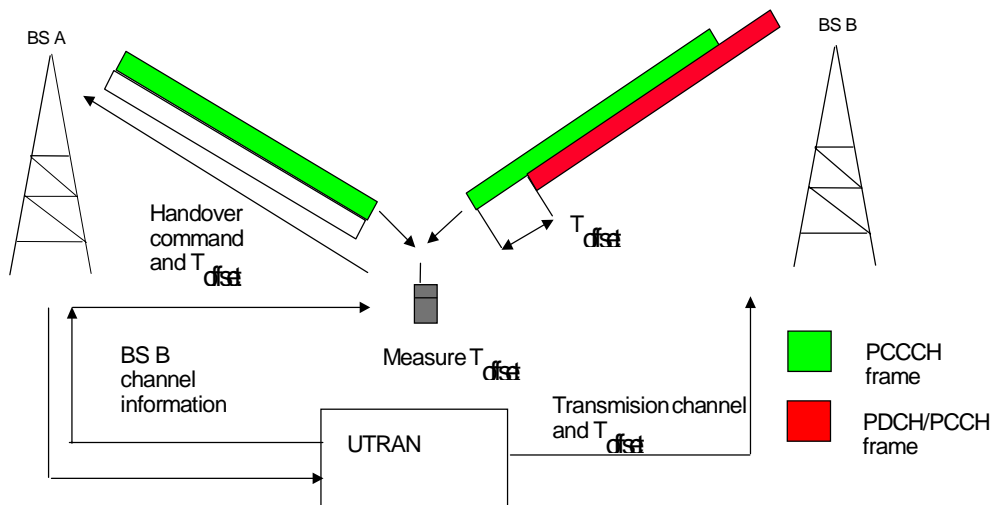 BS A
BS B
Handover
command
and T offset
T offset
BS B
channel
information
Measure T offset
PCCCH
frame
Transmision channel
and T offset
UTRAN
PDCH/PCCH
frame